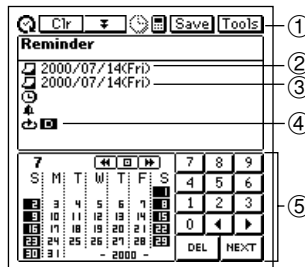 Clr Save Tools ①
Reminder
2000/07/14(Fri) ②
2000/07/14(Fri) ③
D ④
7 7 8 9
S M T W T F S 4 5 6
1 1 2 3
2 3 4 5 6 7 8
9 10 11 12 13 14 15 0
16 17 18 19 20 21 22
23 24 25 26 27 28 29 DEL NEXT ⑤
30 31 - 2000 -